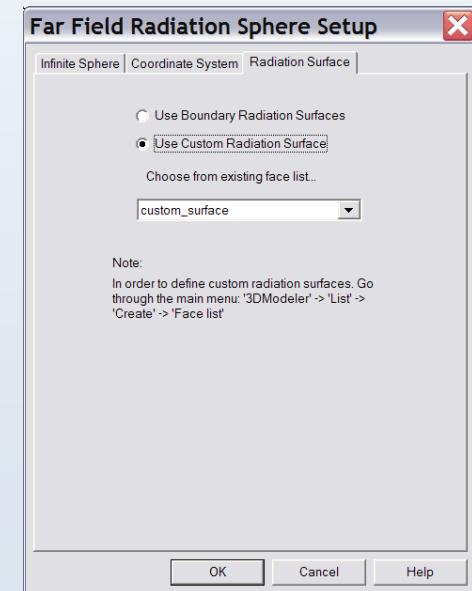 Far Field Radiation Sphere Setup
Infinite Sphere Coordinate System Radiation Surface
Use Boundary Radiation Surfaces
Use Custom Radiation Surface
Choose from existing face list...
custom_surface
Note:
In order to define custom radiation surfaces. Go
through the main menu: '3DModeler' -> 'List' ->
'Create' -> 'Face list'
OK Cancel Help